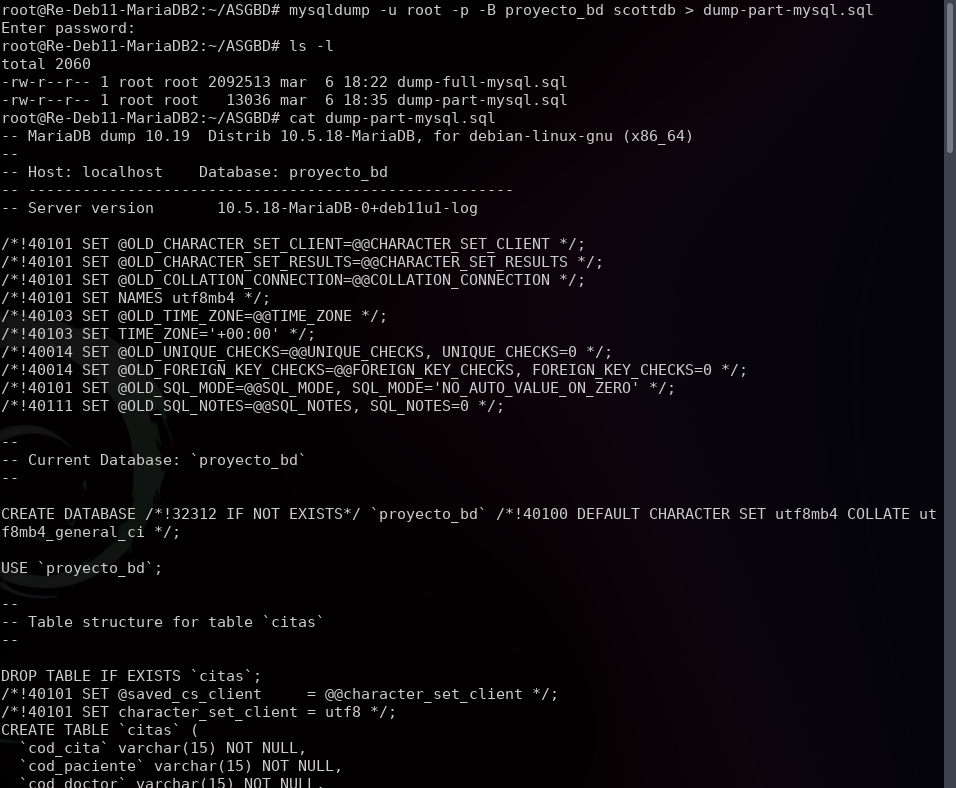 root@Re-Deb11-MariaDB2:~/ASGBD# mysqldump -u root -p -B proyecto_bd scottdb > dump-part-mysql.sql
Enter password:
root@Re-Deb11-MariaDB2:~/ASGBD# ls -l
total 2060
-rw-r--r-- 1 root root 2092513 mar  6 18:22 dump-full-mysql.sql
-rw-r--r-- 1 root root   13036 mar  6 18:35 dump-part-mysql.sql
root@Re-Deb11-MariaDB2:~/ASGBD# cat dump-part-mysql.sql
-- MariaDB dump 10.19  Distrib 10.5.18-MariaDB, for debian-linux-gnu (x86_64)
--
-- Host: localhost    Database: proyecto_bd
-- ------------------------------------------------------
-- Server version       10.5.18-MariaDB-0+deb11u1-log

/*!40101 SET @OLD_CHARACTER_SET_CLIENT=@@CHARACTER_SET_CLIENT */;
/*!40101 SET @OLD_CHARACTER_SET_RESULTS=@@CHARACTER_SET_RESULTS */;
/*!40101 SET @OLD_COLLATION_CONNECTION=@@COLLATION_CONNECTION */;
/*!40101 SET NAMES utf8mb4 */;
/*!40103 SET @OLD_TIME_ZONE=@@TIME_ZONE */;
/*!40103 SET TIME_ZONE='+00:00' */;
/*!40014 SET @OLD_UNIQUE_CHECKS=@@UNIQUE_CHECKS, UNIQUE_CHECKS=0 */;
/*!40014 SET @OLD_FOREIGN_KEY_CHECKS=@@FOREIGN_KEY_CHECKS, FOREIGN_KEY_CHECKS=0 */;
/*!40101 SET @OLD_SQL_MODE=@@SQL_MODE, SQL_MODE='NO_AUTO_VALUE_ON_ZERO' */;
/*!40111 SET @OLD_SQL_NOTES=@@SQL_NOTES, SQL_NOTES=0 */;

--
-- Current Database: `proyecto_bd`
--

CREATE DATABASE /*!32312 IF NOT EXISTS*/ `proyecto_bd` /*!40100 DEFAULT CHARACTER SET utf8mb4 COLLATE ut
f8mb4_general_ci */;

USE `proyecto_bd`;

--
-- Table structure for table `citas`
--

DROP TABLE IF EXISTS `citas`;
/*!40101 SET @saved_cs_client     = @@character_set_client */;
/*!40101 SET character_set_client = utf8 */;
CREATE TABLE `citas` (
  `cod_cita` varchar(15) NOT NULL,
  `cod_paciente` varchar(15) NOT NULL,
  `cod_doctor` varchar(15) NOT NULL,